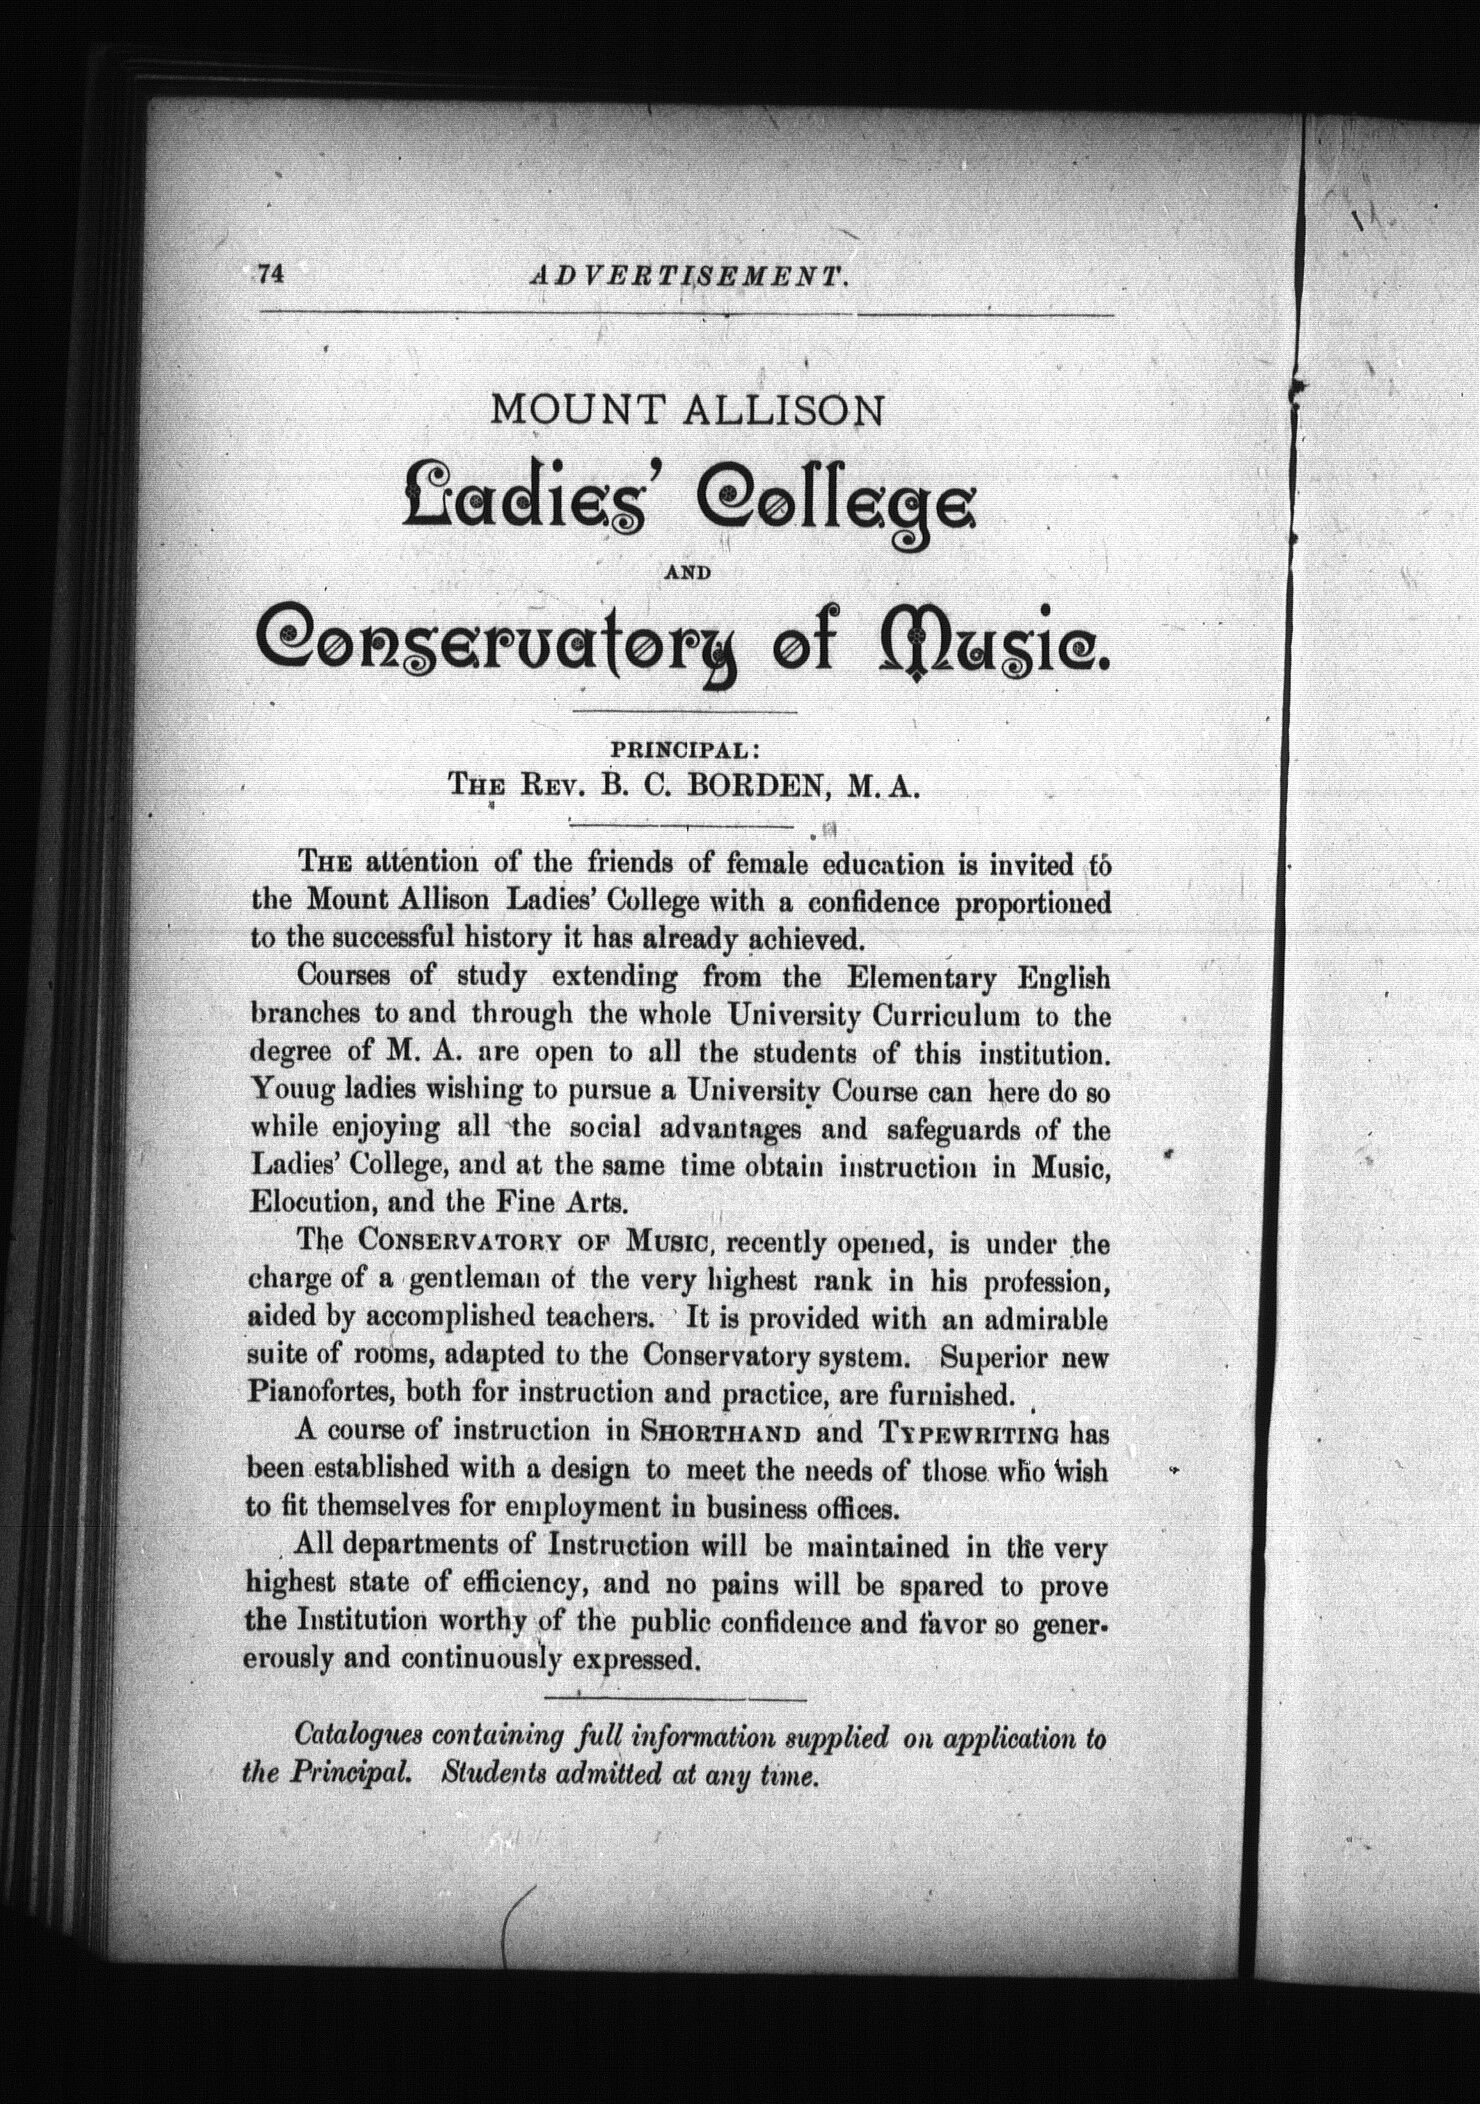 74 ADVERTISEMENT.
MOUNT ALLISON
Ladies' College
AND
Conservatory of Music.
PRINCIPAL:
THE REV. B. C. BORDEN, M. A.
THE attention of the friends of female education is invited to
the Mount Allison Ladies' College with a confidence proportioned
to the successful history it has already achieved.
Courses of study extending from the Elementary English
branches to and through the whole University Curriculum to the
degree of M. A. are open to all the students of this institution.
Youug ladies wishing to pursue a University Course can here do so
while enjoying all the social advantages and safeguards of the
Ladies' College, and at the same time obtain instruction in Music,
Elocution, and the Fine Arts.
The CONSERVATORY OF MUSIC, recently opened, is under the
charge of a gentleman of the very highest rank in his profession,
aided by accomplished teachers. It is provided with an admirable
suite of rooms, adapted to the Conservatory system. Superior new
Pianofortes, both for instruction and practice, are furnished.
A course of instruction in SHORTHAND and TYPEWRITING has
been established with a design to meet the needs of those who wish
to fit themselves for employment in business offices.
All departments of Instruction will be maintained in the very
highest state of efficiency, and no pains will be spared to prove
the Institution worthy of the public confidence and favor so gener-
erously and continuously expressed.
Catalogues containing full information supplied on application to
the Principal. Students admitted at any time.